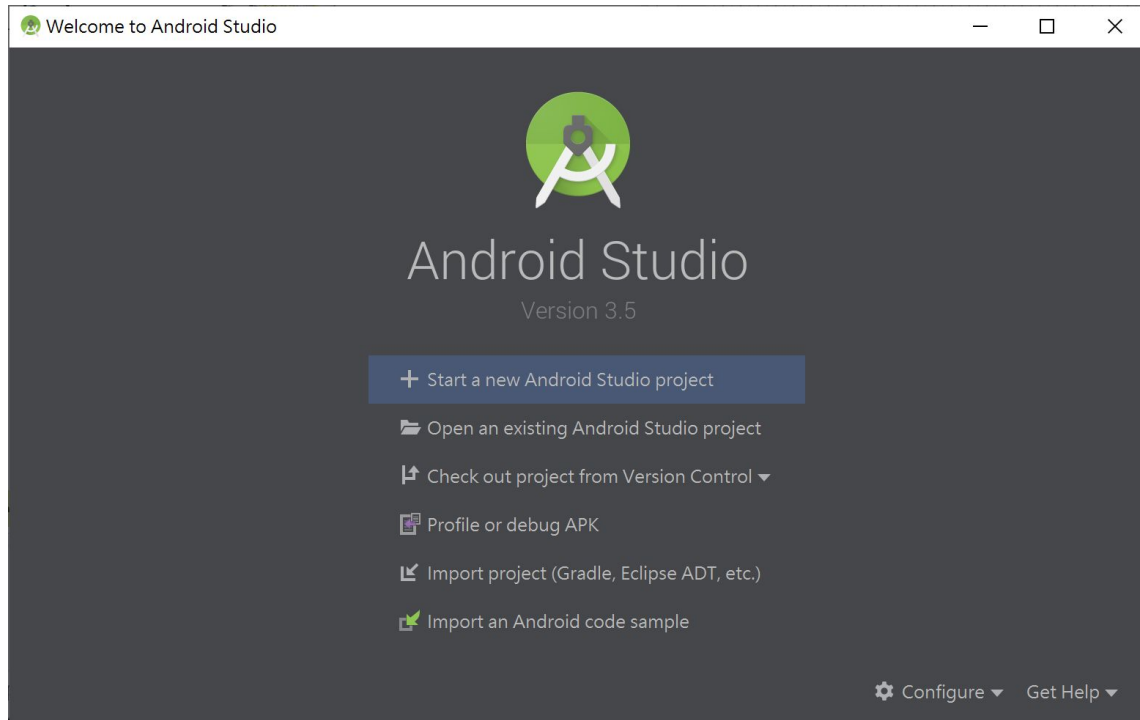 Welcome to Android Studio
Android Studio
Version 3.5
Start a new Android Studio project
Open an existing Android Studio project
Check out project from Version Control
Profile or debug APK
Import project (Gradle, Eclipse ADT, etc.)
Import an Android code sample
Configure Get Help